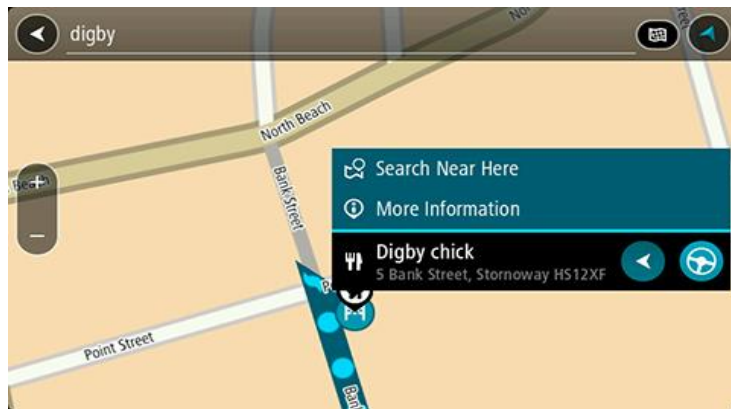 digby
North Beach
Bank Street
Search Near Here
More Information
Digby chick
5 Bank Street, Stornoway HS12XF
Point Street